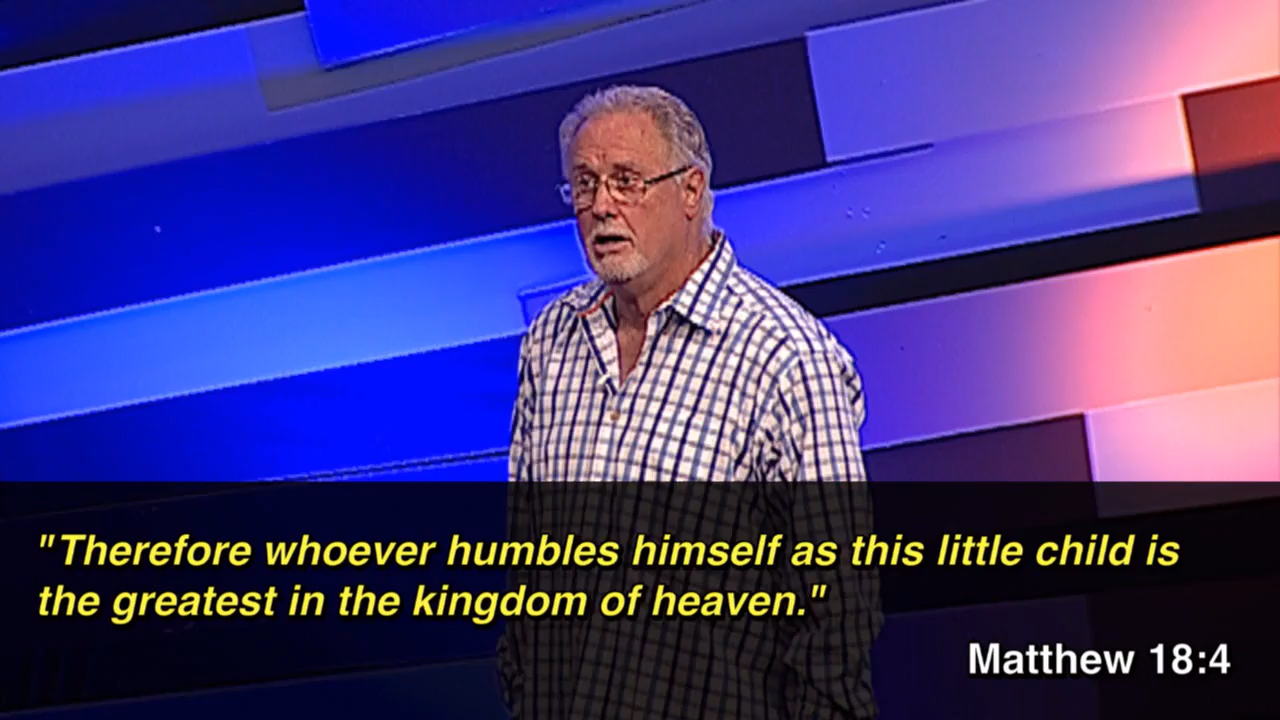 "Therefore whoever humbles himself as this little child is
the greatest in the kingdom of heaven."
Matthew 18:4